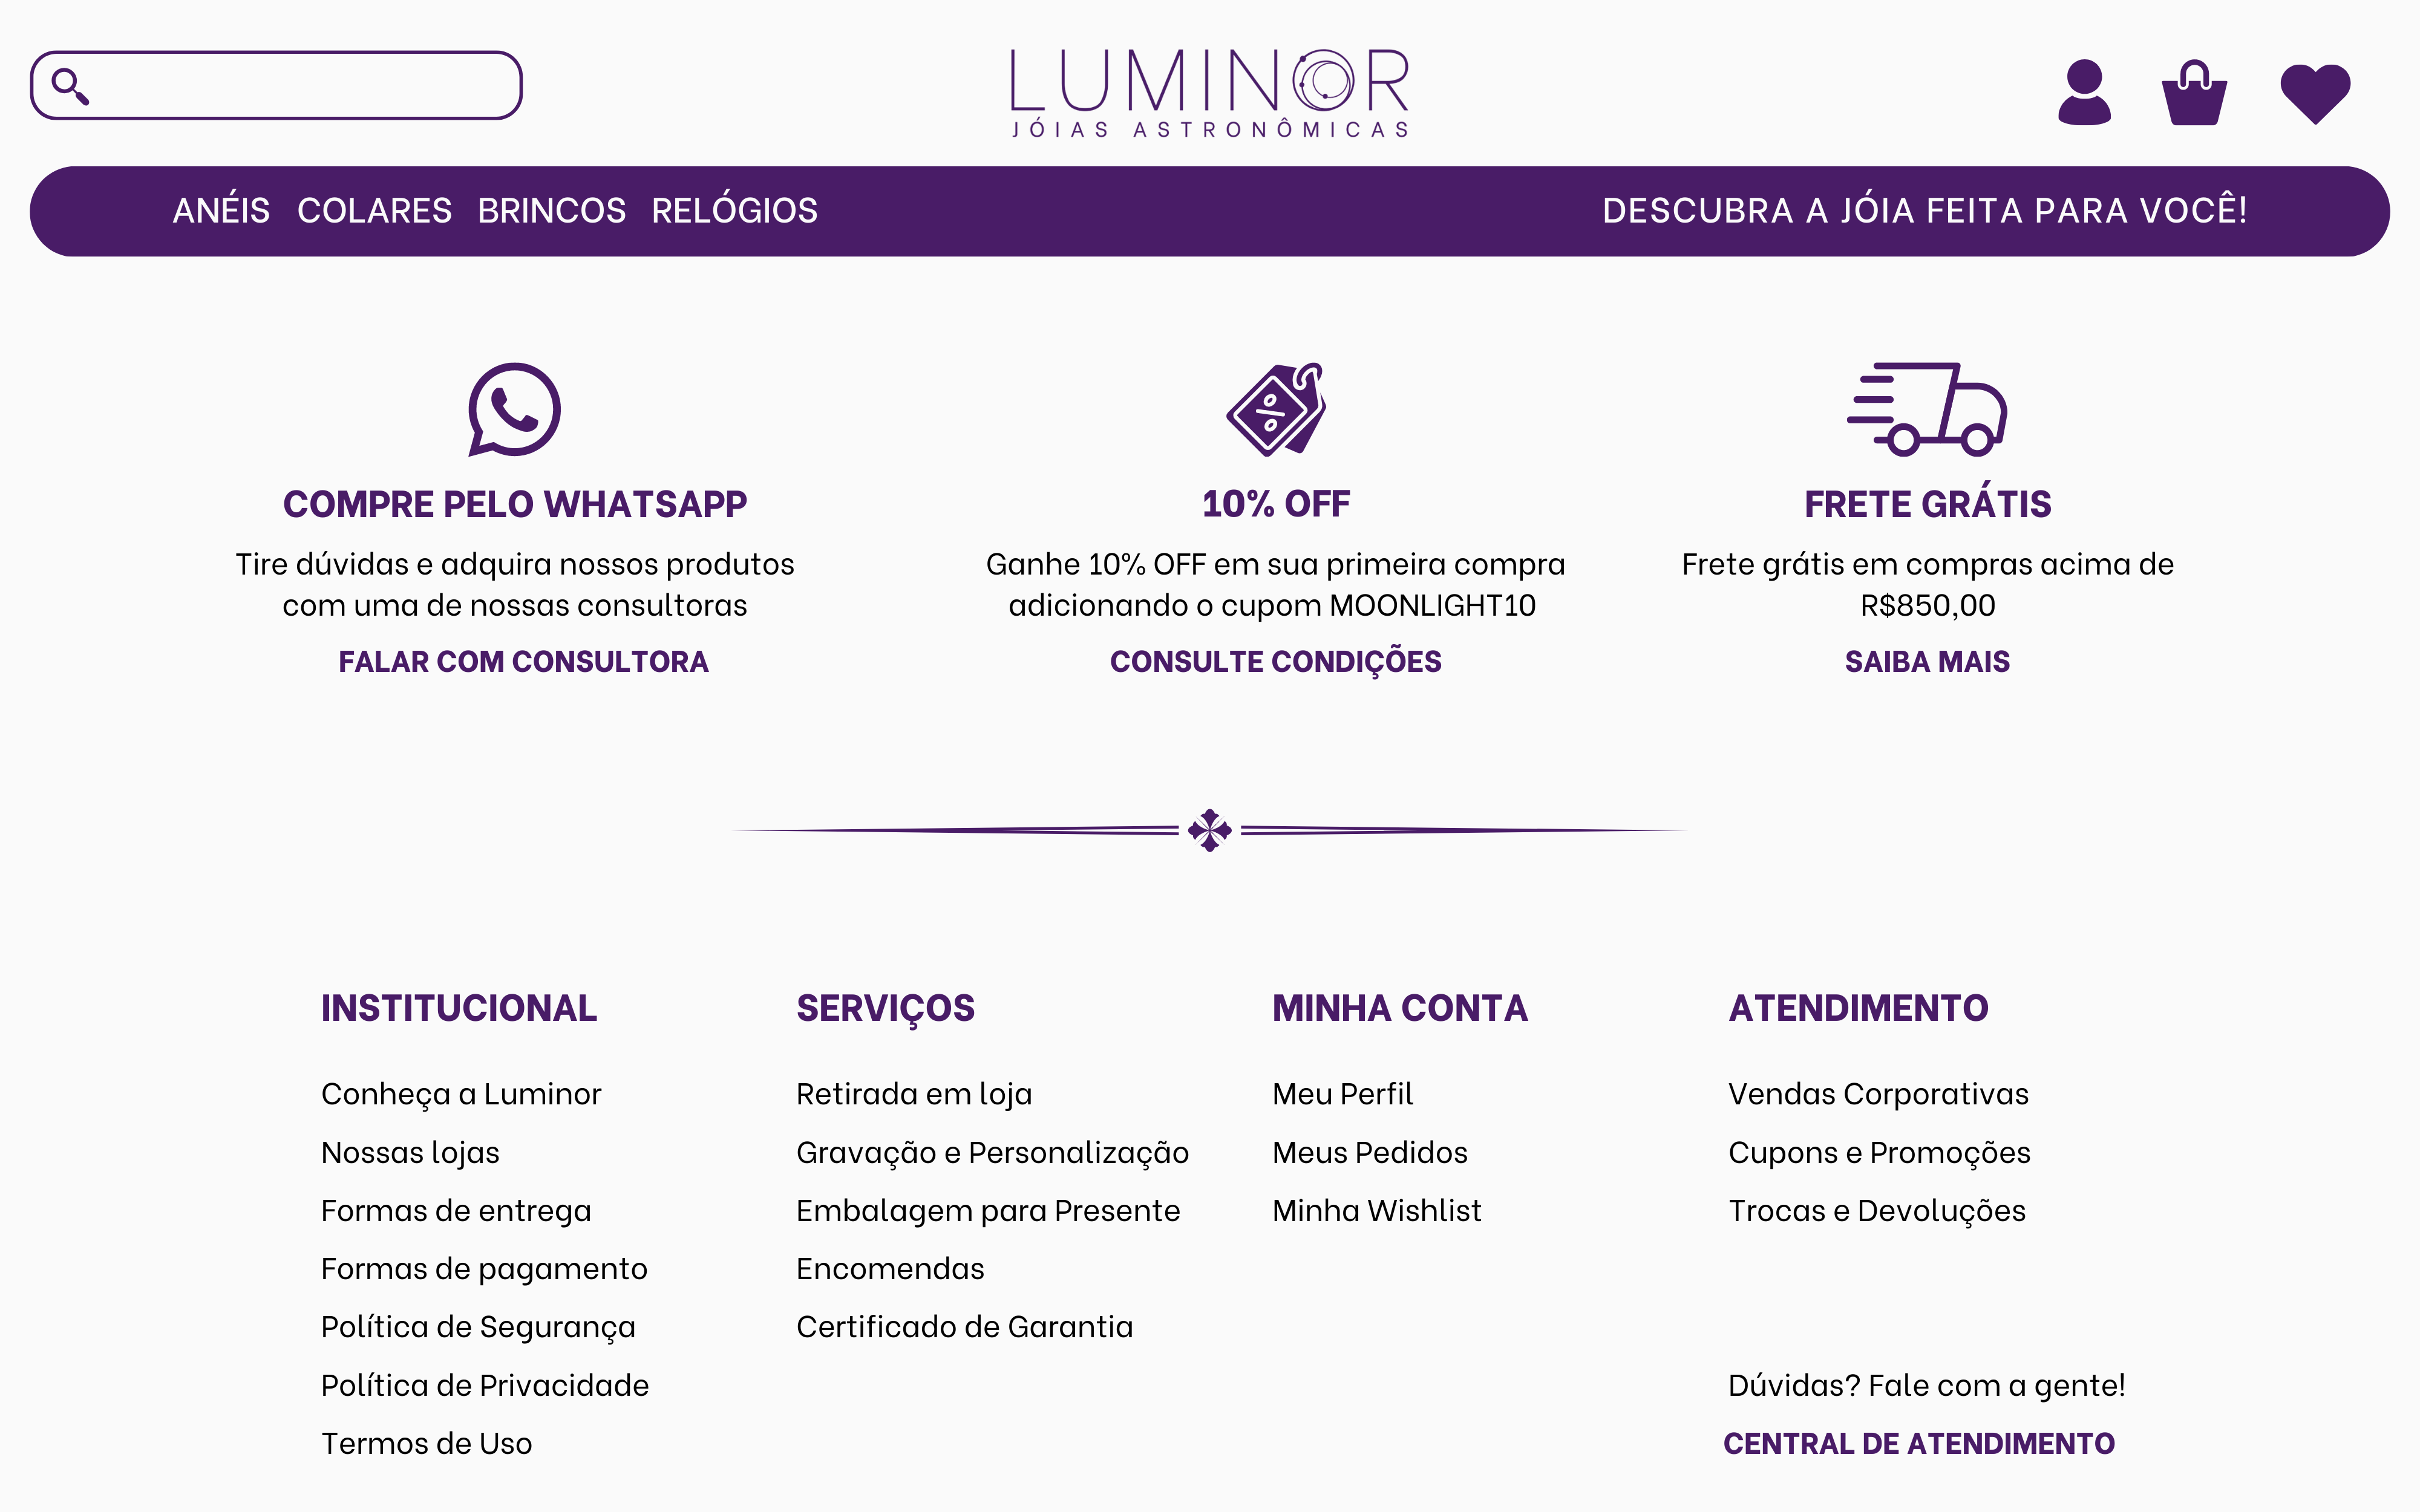 LUMINOR
JÓIAS ASTRONÔMICAS
ANÉIS COLARES BRINCOS RELÓGIOS
DESCUBRA A JÓIA FEITA PARA VOCÊ!
COMPRE PELO WHATSAPP
Tire dúvidas e adquira nossos produtos
com uma de nossas consultoras
FALAR COM CONSULTORA
10% OFF
Ganhe 10% OFF em sua primeira compra
adicionando o cupom MOONLIGHT10
CONSULTE CONDIÇÕES
FRETE GRÁTIS
Frete grátis em compras acima de
R$850,00
SAIBA MAIS
INSTITUCIONAL
Conheça a Luminor
Nossas lojas
Formas de entrega
Formas de pagamento
Política de Segurança
Política de Privacidade
Termos de Uso
SERVIÇOS
Retirada em loja
Gravação e Personalização
Embalagem para Presente
Encomendas
Certificado de Garantia
MINHA CONTA
Meu Perfil
Meus Pedidos
Minha Wishlist
ATENDIMENTO
Vendas Corporativas
Cupons e Promoções
Trocas e Devoluções
Dúvidas? Fale com a gente!
CENTRAL DE ATENDIMENTO